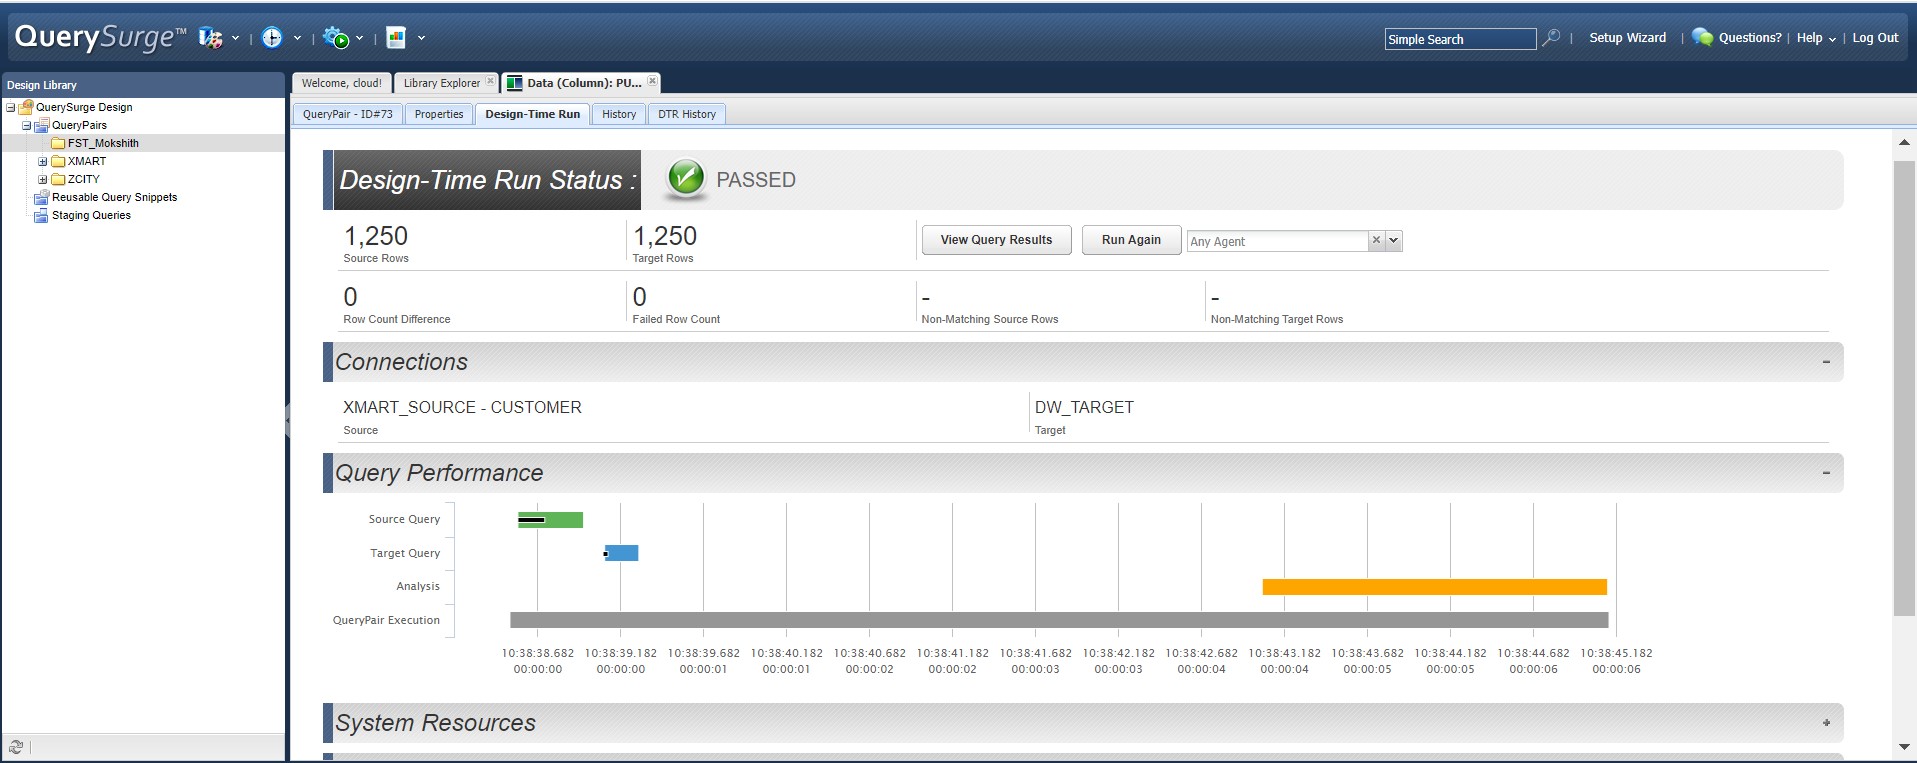 QuerySurge™
Simple Search
Setup Wizard
Questions?
Help
Log Out
Design Library
QuerySurge Design
QueryPairs
FST_Mokshith
XMART
ZCITY
Reusable Query Snippets
Staging Queries
Welcome, cloud!
Library Explorer
Data (Column): PU...
QueryPair - ID#73
Properties
Design-Time Run
History
DTR History
Design-Time Run Status :
PASSED
1,250
Source Rows
1,250
Target Rows
View Query Results
Run Again
Any Agent
0
Row Count Difference
0
Failed Row Count
-
Non-Matching Source Rows
-
Non-Matching Target Rows
Connections
-
XMART_SOURCE - CUSTOMER
Source
DW_TARGET
Target
Query Performance
-
Source Query
Target Query
Analysis
QueryPair Execution
10:38:38.682 10:38:39.182 10:38:39.682 10:38:40.182 10:38:40.682 10:38:41.182 10:38:41.682 10:38:42.182 10:38:42.682 10:38:43.182 10:38:43.682 10:38:44.182 10:38:44.682 10:38:45.182
00:00:00 00:00:00 00:00:01 00:00:01 00:00:02 00:00:02 00:00:03 00:00:03 00:00:04 00:00:04 00:00:05 00:00:05 00:00:06 00:00:06
System Resources
+